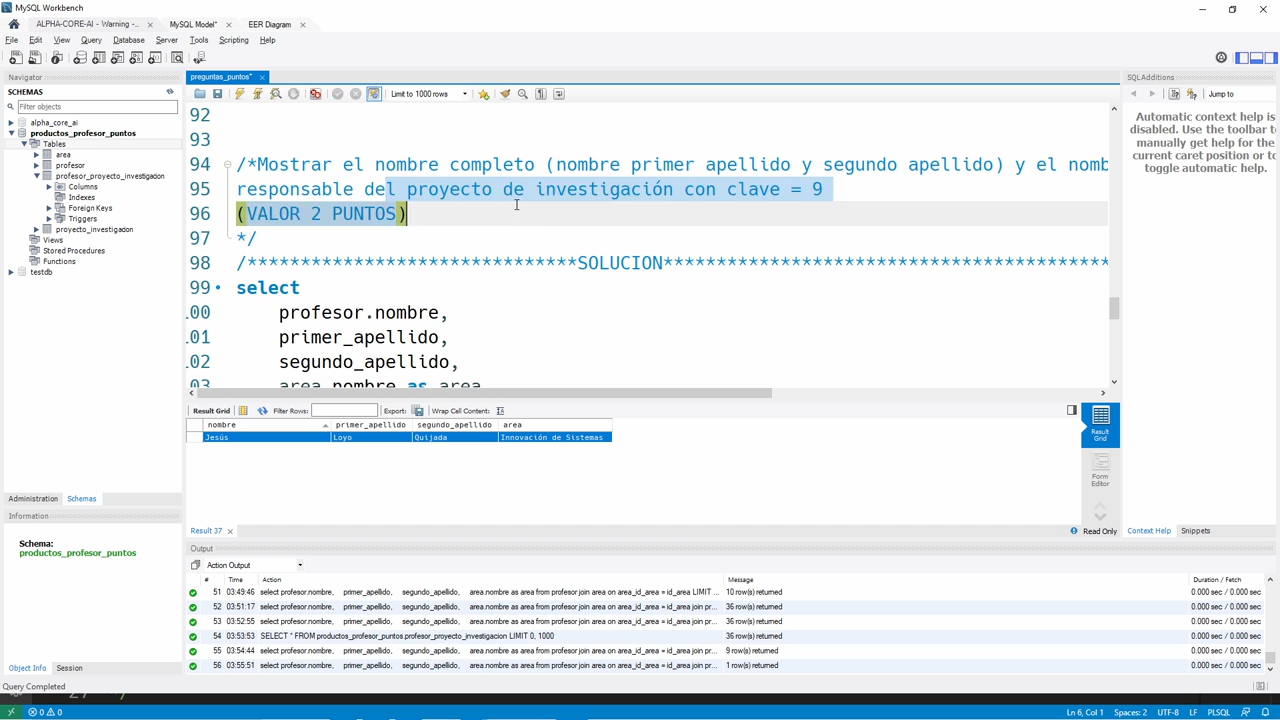 MySQL Workbench
ALPHA-CORE-AI - Warning -...
MySQL Model*
EER Diagram
File Edit View Query Database Server Tools Scripting Help
Navigator
SCHEMAS
Filter objects
alpha_core_ai
productos_profesor_puntos
Tables
area
profesor
profesor_proyecto_investigadon
Columns
Indexes
Foreign Keys
Triggers
proyecto_investigadon
Views
Stored Procedures
Functions
testdb
Administration Schemas
Information
Schema:
productos_profesor_puntos
Object Info Session
Query Completed
preguntas_puntos*
Limit to 1000 rows
92
93
94 /*Mostrar el nombre completo (nombre primer apellido y segundo apellido) y el nomb
95 responsable del proyecto de investigación con clave = 9
96 (VALOR 2 PUNTOS)
97 */
98 /*******************************SOLUCION******************************************
99 select
100 profesor.nombre,
101 primer_apellido,
102 segundo_apellido,
103 area.nombre as area
Result Grid Filter Rows: Export: Wrap Cell Content:
nombre primer_apellido segundo_apellido area
Jesús Loyo Quijada Innovación de Sistemas
Result Grid
Form Editor
Result 37
Read Only
Output
Action Output
# Time Action Message Duration / Fetch
51 03:49:46 select profesor.nombre, primer_apellido, segundo_apellido, area.nombre as area from profesor join area on area_id_area = id_area LIMIT ... 10 row(s) returned 0.000 sec / 0.000 sec
52 03:51:17 select profesor.nombre, primer_apellido, segundo_apellido, area.nombre as area from profesor join area on area_id_area = id_area join pr... 36 row(s) returned 0.000 sec / 0.000 sec
53 03:52:55 select profesor.nombre, primer_apellido, segundo_apellido, area.nombre as area from profesor join area on area_id_area = id_area join pr... 36 row(s) returned 0.000 sec / 0.000 sec
54 03:53:53 SELECT * FROM productos_profesor_puntos.profesor_proyecto_investigacion LIMIT 0, 1000 36 row(s) returned 0.000 sec / 0.000 sec
55 03:54:44 select profesor.nombre, primer_apellido, segundo_apellido, area.nombre as area from profesor join area on area_id_area = id_area join pr... 9 row(s) returned 0.000 sec / 0.000 sec
56 03:55:51 select profesor.nombre, primer_apellido, segundo_apellido, area.nombre as area from profesor join area on area_id_area = id_area join pr... 1 row(s) returned 0.000 sec / 0.000 sec
SQLAdditions
Jump to
Automatic context help is
disabled. Use the toolbar to
manually get help for the
current caret position or to
toggle automatic help.
Context Help Snippets
0 0 Ln 6, Col 1 Spaces: 2 UTF-8 LF PLSQL